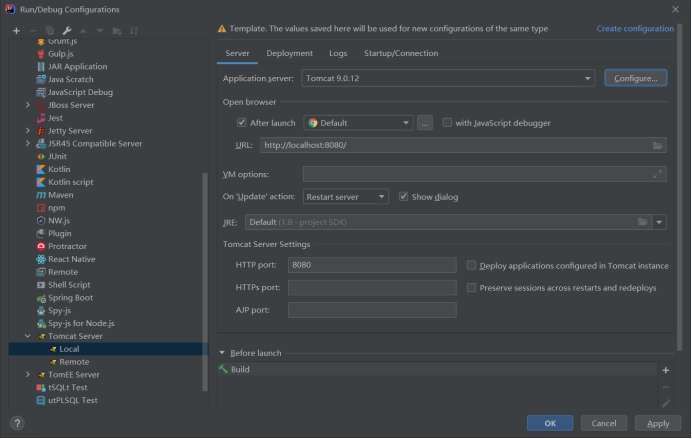 Run/Debug Configurations
Template. The values saved here will be used for new configurations of the same type
Create configuration
Grunt.js
Gulp.js
JAR Application
Java Scratch
JavaScript Debug
JBoss Server
Jest
Jetty Server
JSR45 Compatible Server
JUnit
Kotlin
Kotlin script
Maven
npm
NW.js
Plugin
Protractor
React Native
Remote
Shell Script
Spring Boot
Spy-js
Spy-js for Node.js
Tomcat Server
Local
Remote
TomEE Server
tSQLt Test
utPLSQL Test
Server Deployment Logs Startup/Connection
Application server: Tomcat 9.0.12 Configure...
Open browser
After launch Default ... with JavaScript debugger
URL: http://localhost:8080/
VM options:
On 'Update' action: Restart server Show dialog
JRE: Default (1.8 - project SDK)
Tomcat Server Settings
HTTP port: 8080 Deploy applications configured in Tomcat instance
HTTPs port: Preserve sessions across restarts and redeploys
AJP port:
Before launch
Build
? OK Cancel Apply